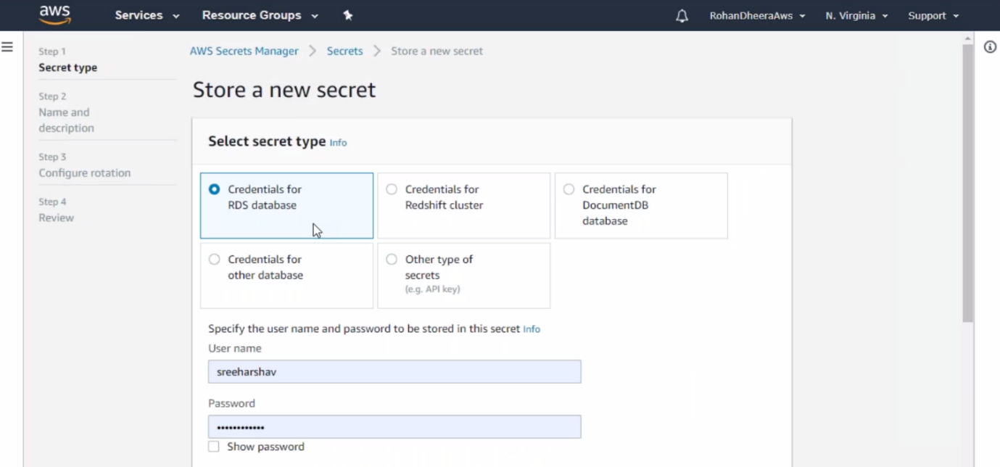 aws Services Resource Groups RohanDheeraAws N. Virginia Support
Step 1
Secret type
Step 2
Name and
description
Step 3
Configure rotation
Step 4
Review
AWS Secrets Manager > Secrets > Store a new secret
Store a new secret
Select secret type Info
Credentials for
RDS database
Credentials for
Redshift cluster
Credentials for
DocumentDB
database
Credentials for
other database
Other type of
secrets
(e.g. API key)
Specify the user name and password to be stored in this secret Info
User name
sreeharshav
Password
••••••••••••
Show password